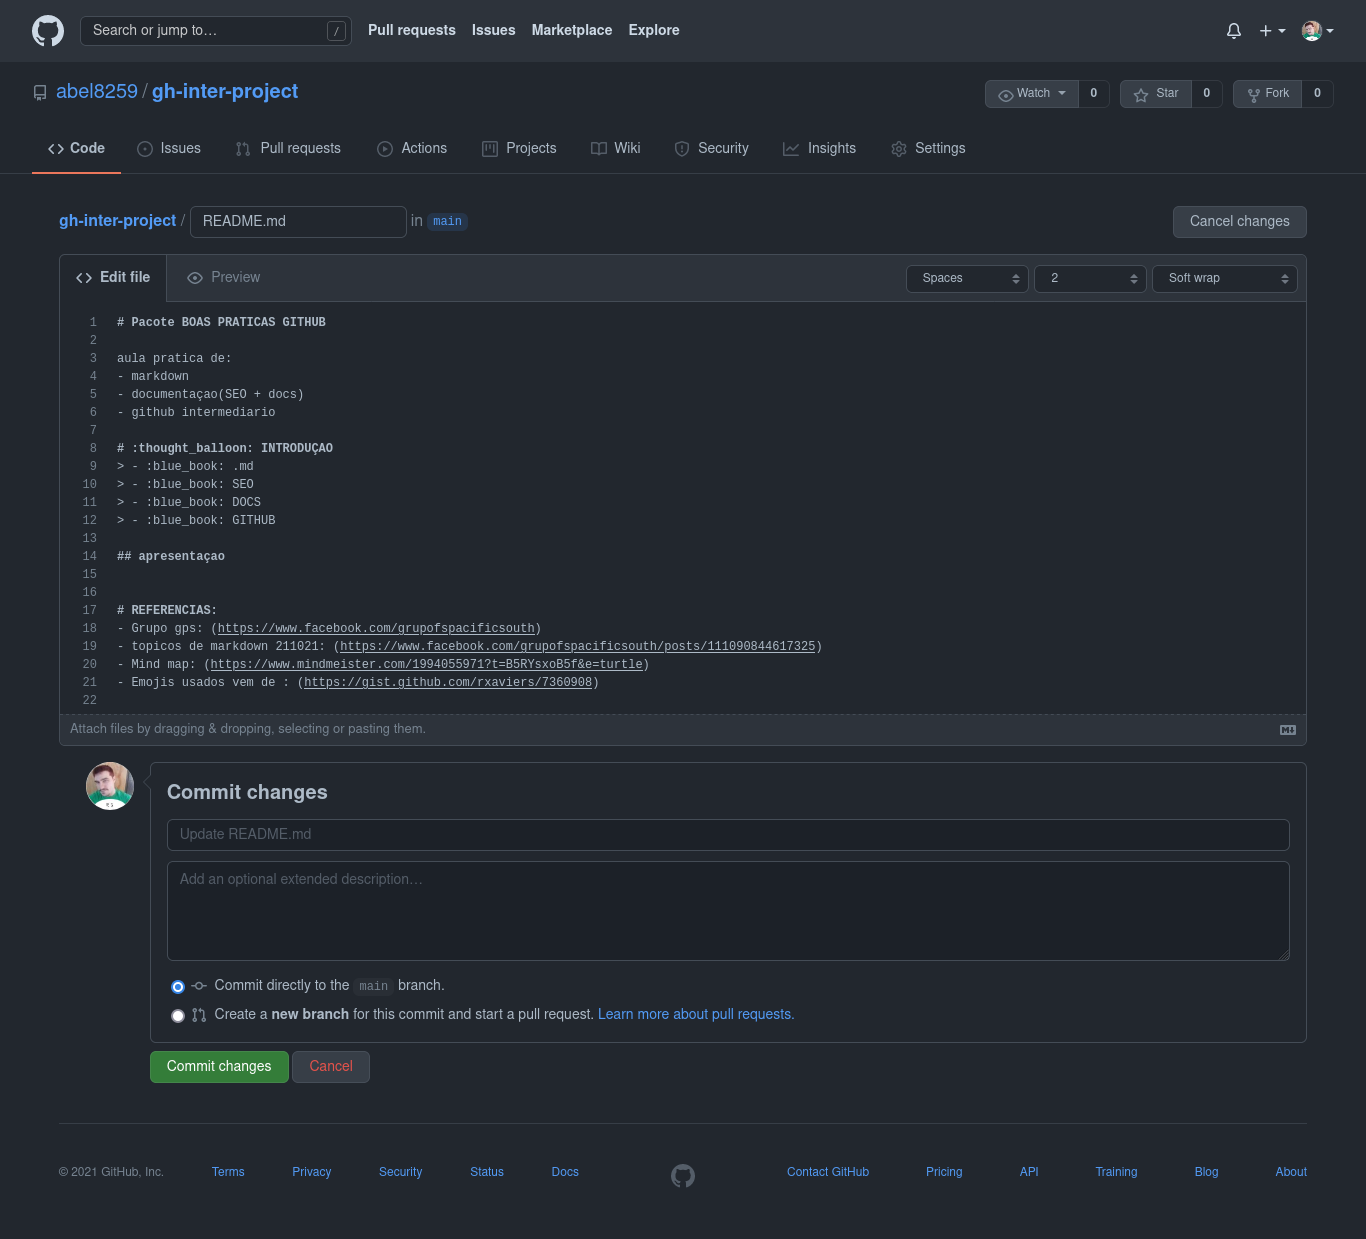 Search or jump to… / Pull requests Issues Marketplace Explore
abel8259 / gh-inter-project Watch 0 Star 0 Fork 0
Code Issues Pull requests Actions Projects Wiki Security Insights Settings
gh-inter-project / README.md in main Cancel changes
Edit file Preview Spaces 2 Soft wrap
1 # Pacote BOAS PRATICAS GITHUB
2
3 aula pratica de:
4 - markdown
5 - documentaçao(SEO + docs)
6 - github intermediario
7
8 # :thought_balloon: INTRODUÇAO
9 > - :blue_book: .md
10 > - :blue_book: SEO
11 > - :blue_book: DOCS
12 > - :blue_book: GITHUB
13
14 ## apresentaçao
15
16
17 # REFERENCIAS:
18 - Grupo gps: (https://www.facebook.com/grupofspacificsouth)
19 - topicos de markdown 211021: (https://www.facebook.com/grupofspacificsouth/posts/111090844617325)
20 - Mind map: (https://www.mindmeister.com/1994055971?t=B5RYsxoB5f&e=turtle)
21 - Emojis usados vem de : (https://gist.github.com/rxaviers/7360908)
22
Attach files by dragging & dropping, selecting or pasting them.
Commit changes
Update README.md
Add an optional extended description…
Commit directly to the main branch.
Create a new branch for this commit and start a pull request. Learn more about pull requests.
Commit changes Cancel
© 2021 GitHub, Inc. Terms Privacy Security Status Docs Contact GitHub Pricing API Training Blog About